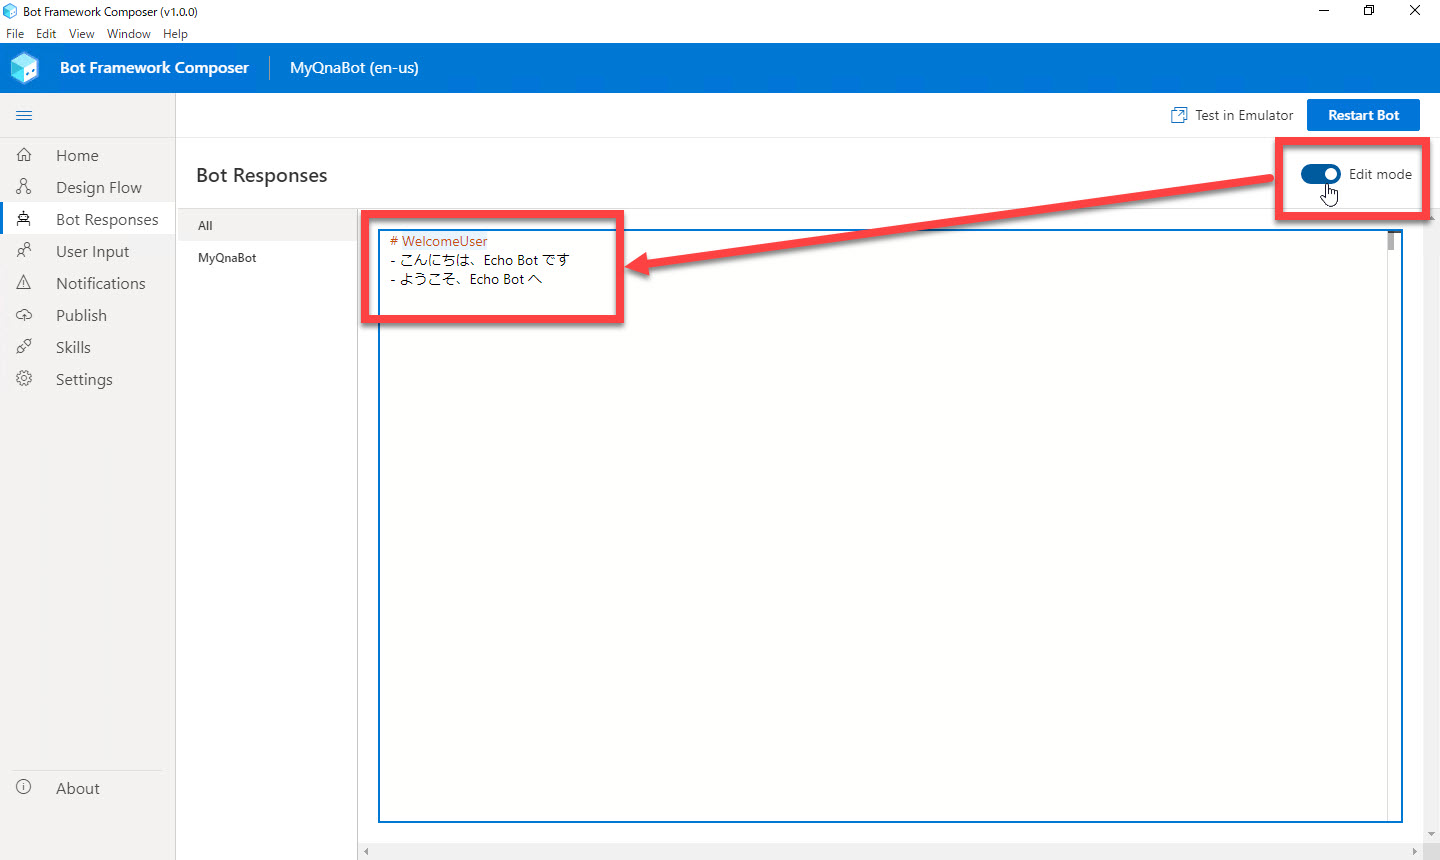 Bot Framework Composer (v1.0.0)
File Edit View Window Help
Bot Framework Composer MyQnaBot (en-us)
Test in Emulator Restart Bot
Home
Design Flow
Bot Responses
User Input
Notifications
Publish
Skills
Settings
About
Bot Responses
Edit mode
All
MyQnaBot
# WelcomeUser
- こんにちは、Echo Bot です
- ようこそ、Echo Bot へ